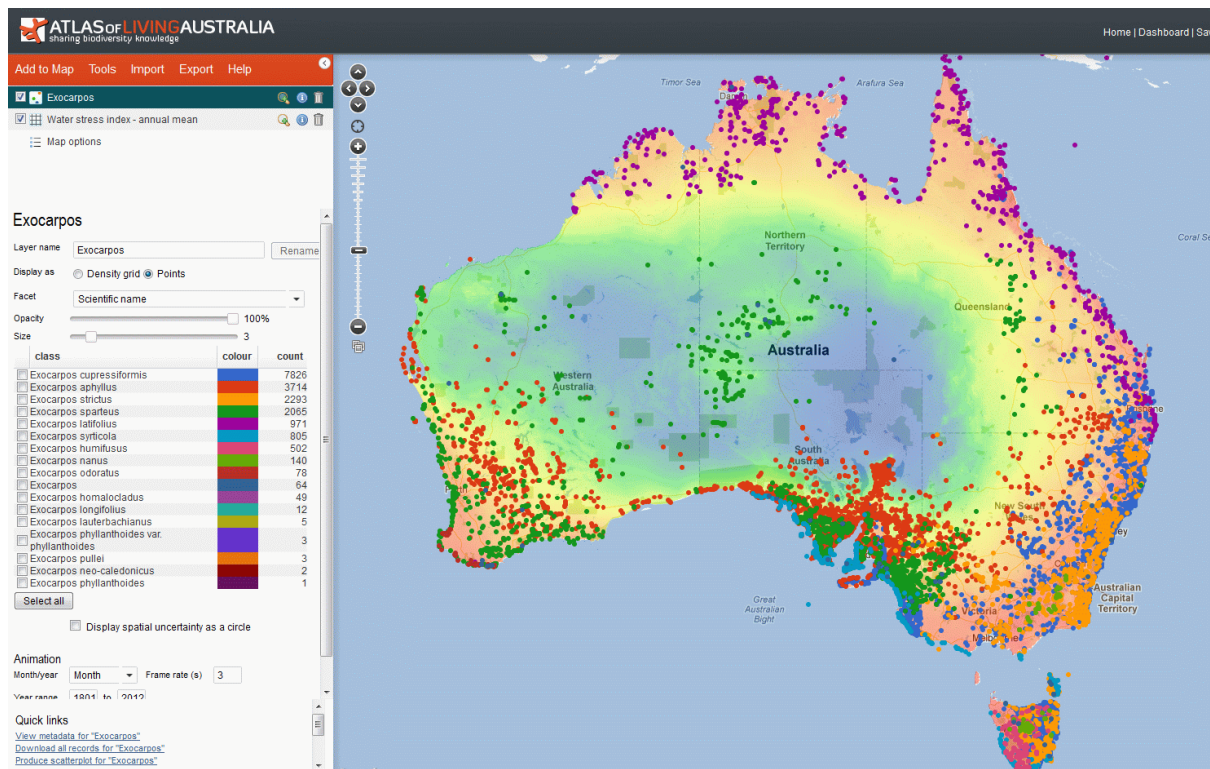 ATLAS OF LIVING AUSTRALIA
sharing biodiversity knowledge
Home | Dashboard | Sav
Add to Map Tools Import Export Help
Exocarpos
Water stress index - annual mean
Map options
Exocarpos
Layer name Exocarpos Rename
Display as Density grid Points
Facet Scientific name
Opacity 100%
Size 3
class colour count
Exocarpos cupressiformis 7826
Exocarpos aphyllus 3714
Exocarpos strictus 2293
Exocarpos sparteus 2065
Exocarpos latifolius 971
Exocarpos syrticola 805
Exocarpos humifusus 502
Exocarpos nanus 140
Exocarpos odoratus 78
Exocarpos 64
Exocarpos homalocladus 49
Exocarpos longifolius 12
Exocarpos lauterbachianus 5
Exocarpos phyllanthoides var.
phyllanthoides 3
Exocarpos pullei 3
Exocarpos neo-caledonicus 2
Exocarpos phyllanthoides 1
Select all
Display spatial uncertainty as a circle
Animation
Month/year Month Frame rate (s) 3
Year range 1801 to 2012
Quick links
View metadata for "Exocarpos"
Download all records for "Exocarpos"
Produce scatterplot for "Exocarpos"
Timor Sea
Arafura Sea
Coral Se
Northern
Territory
Queensland
Australia
Western
Australia
South
Australia
New South
Great
Australian
Bight
Victoria
Australian
Capital
Territory